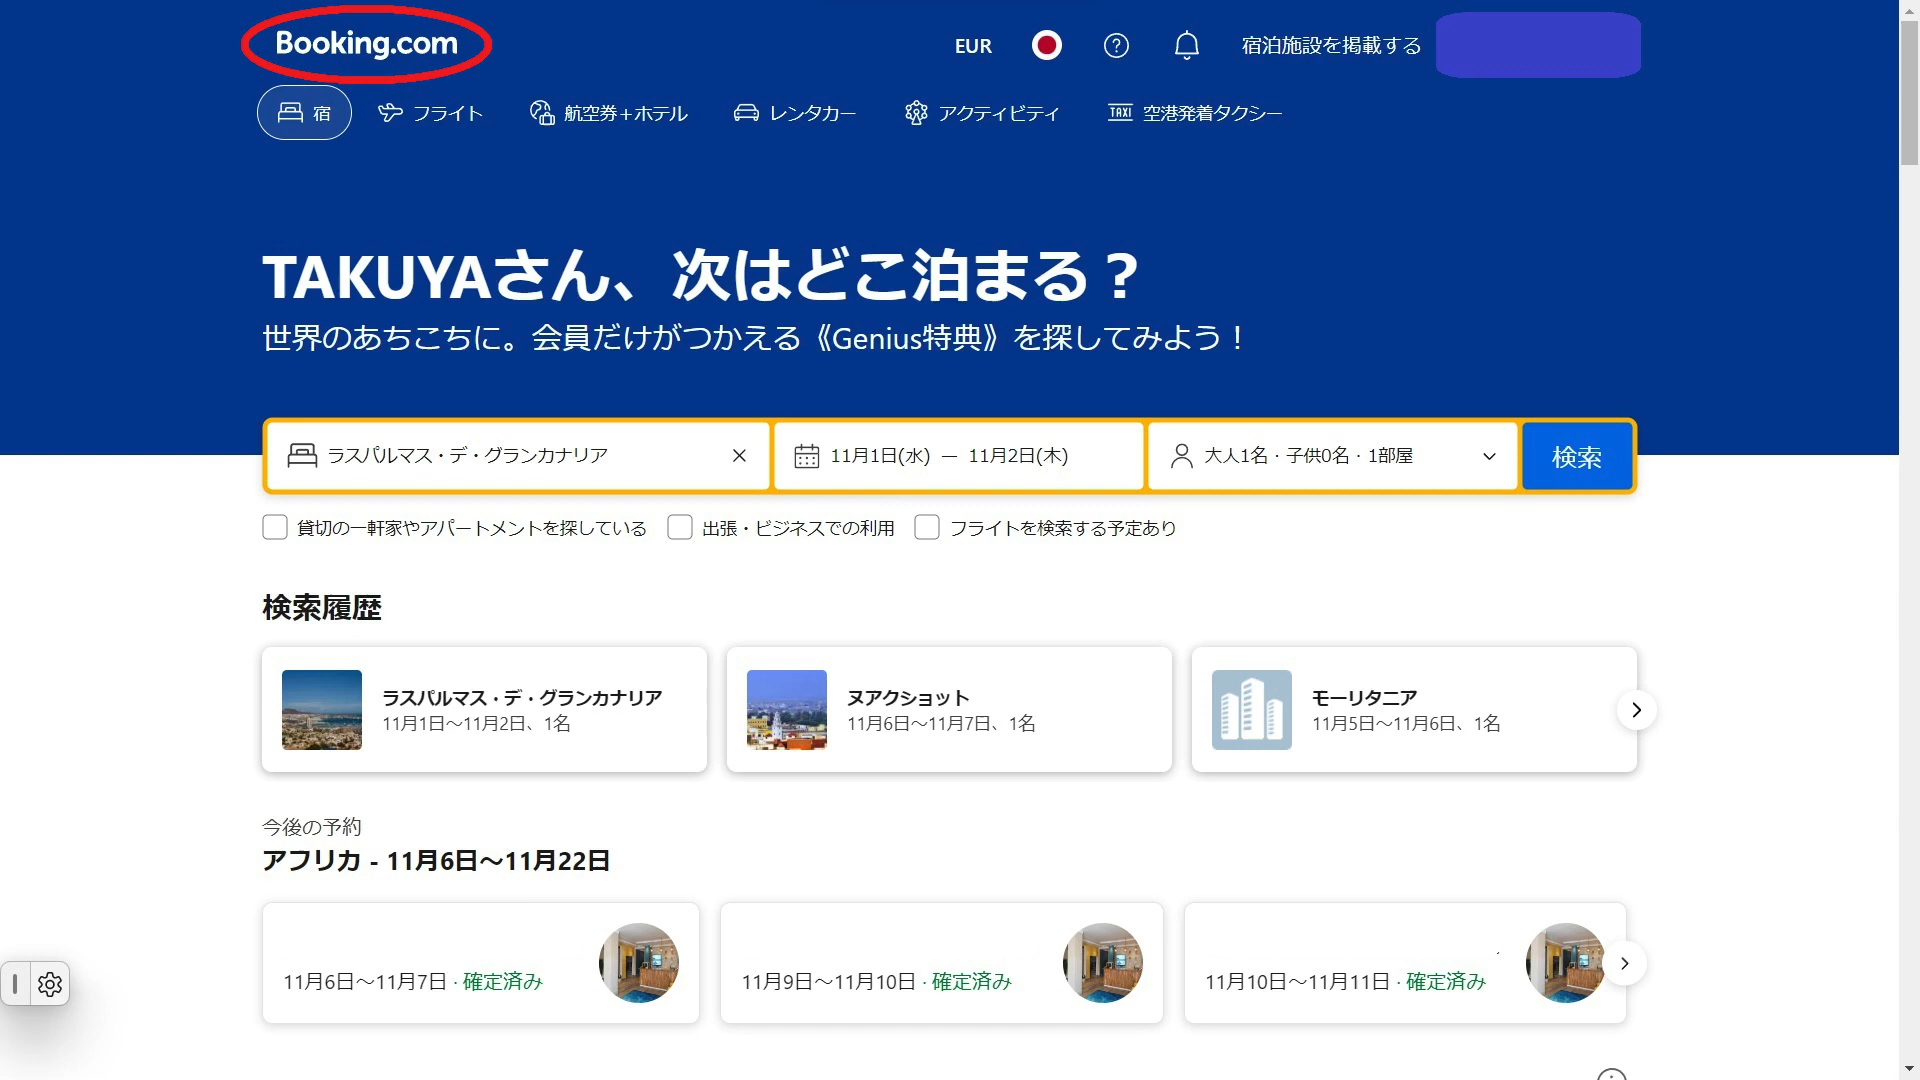 Booking.com
EUR
宿泊施設を掲載する
宿
フライト
航空券+ホテル
レンタカー
TAXI
アクティビティ
空港発着タクシー
TAKUYAさん、次はどこ泊まる？
世界のあちこちに。会員だけがつかえる《Genius特典》を探してみよう！
ラスパルマス・デ・グランカナリア
11月1日(水) — 11月2日(木)
大人1名・子供0名・1部屋
検索
貸切の一軒家やアパートメントを探している
出張・ビジネスでの利用
フライトを検索する予定あり
検索履歴
ラスパルマス・デ・グランカナリア
11月1日～11月2日、1名
ヌアクショット
11月6日～11月7日、1名
モーリタニア
11月5日～11月6日、1名
今後の予約
アフリカ - 11月6日～11月22日
11月6日～11月7日 · 確定済み
11月9日～11月10日 · 確定済み
11月10日～11月11日 · 確定済み